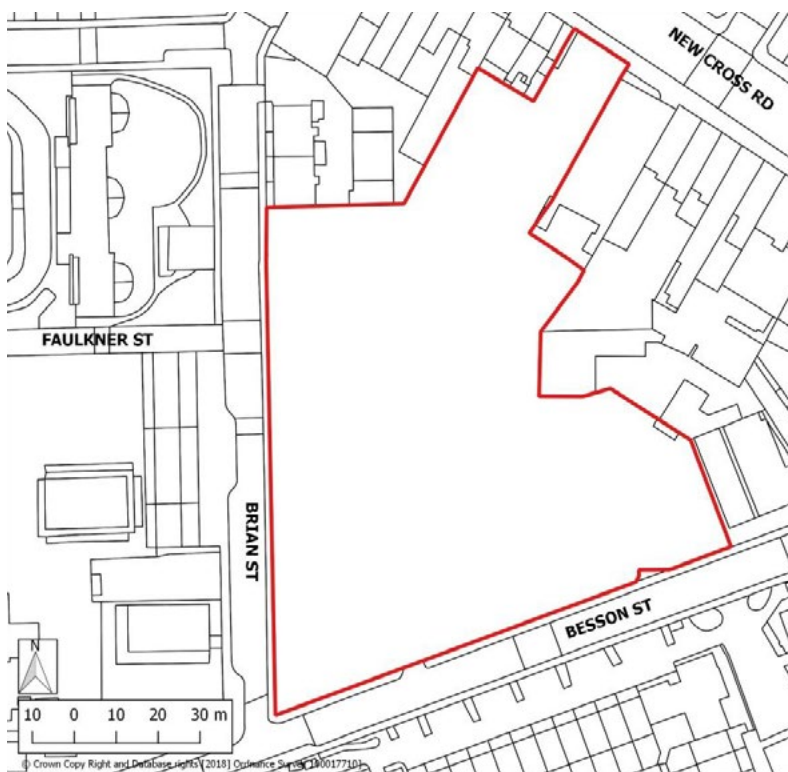 NEW CROSS RD
FAULKNER ST
BRIAN ST
BESSON ST
N
10 0 10 20 30 m
© Crown Copy Right and Database rights [2018] Ordnance Survey [100017710]